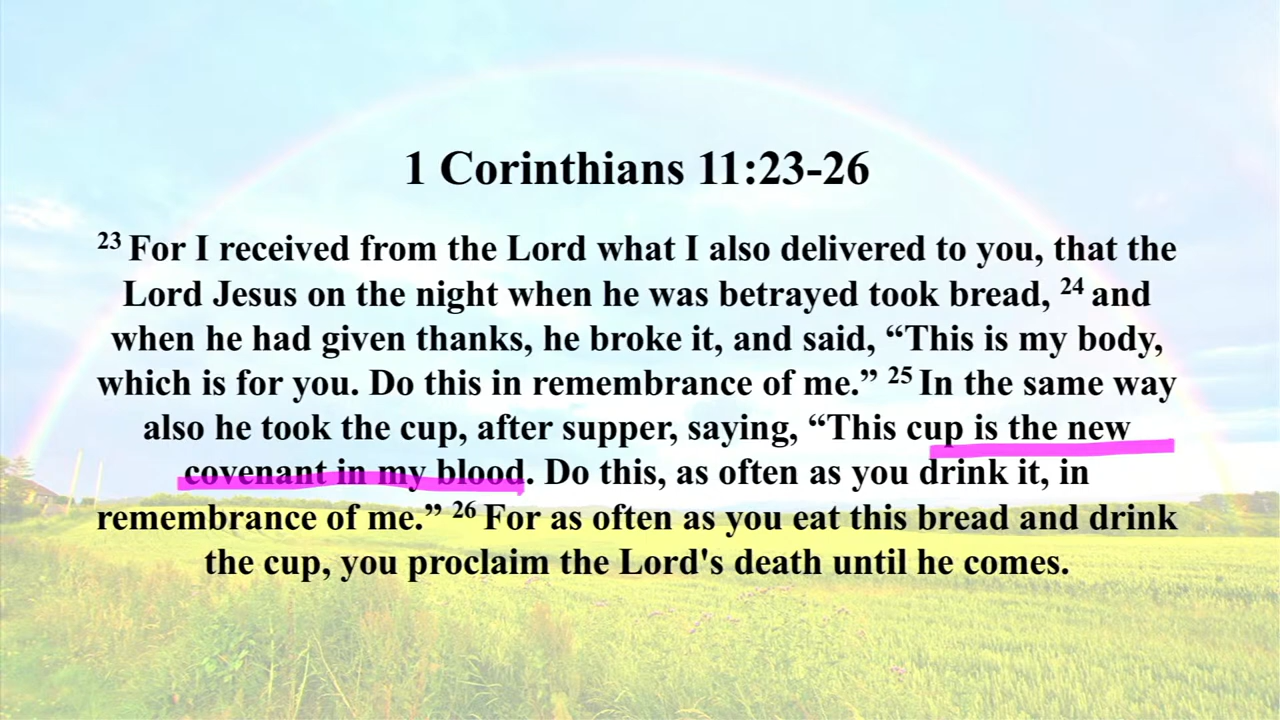 1 Corinthians 11:23-26
23 For I received from the Lord what I also delivered to you, that the
Lord Jesus on the night when he was betrayed took bread, 24 and
when he had given thanks, he broke it, and said, “This is my body,
which is for you. Do this in remembrance of me.” 25 In the same way
also he took the cup, after supper, saying, “This cup is the new
covenant in my blood. Do this, as often as you drink it, in
remembrance of me.” 26 For as often as you eat this bread and drink
the cup, you proclaim the Lord's death until he comes.